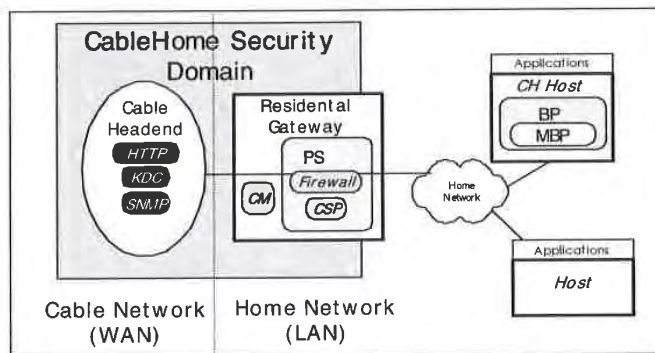 CableHome Security
Domain
Cable
Headend
HTTP
KDC
SNMP
Residental
Gateway
PS
Firewall
CM
CSP
Home
Network
Applications
CH Host
BP
MBP
Applications
Host
Cable Network
(WAN)
Home Network
(LAN)